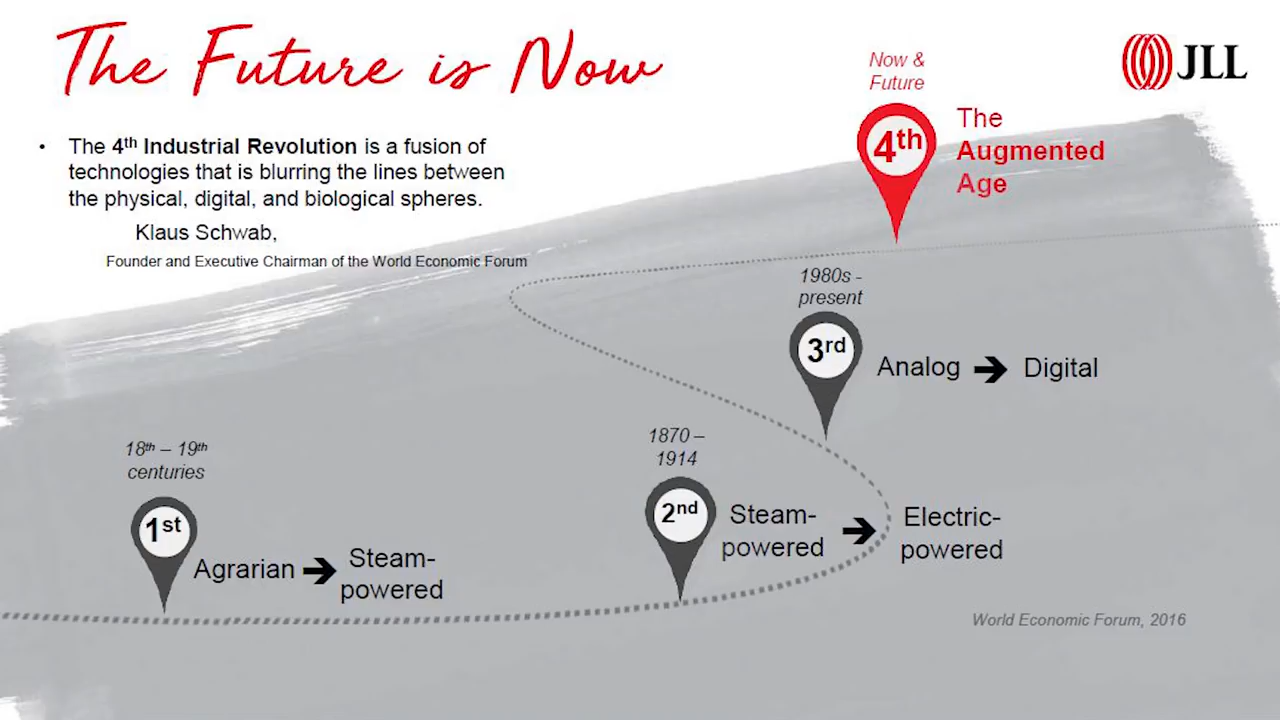 The Future is Now
JLL
• The 4th Industrial Revolution is a fusion of
technologies that is blurring the lines between
the physical, digital, and biological spheres.
Klaus Schwab,
Founder and Executive Chairman of the World Economic Forum
Now &
Future
4th
The
Augmented
Age
1980s -
present
3rd
Analog ➔ Digital
18th – 19th
centuries
1st
Agrarian ➔ Steam-
powered
1870 –
1914
2nd
Steam-
powered
➔
Electric-
powered
World Economic Forum, 2016